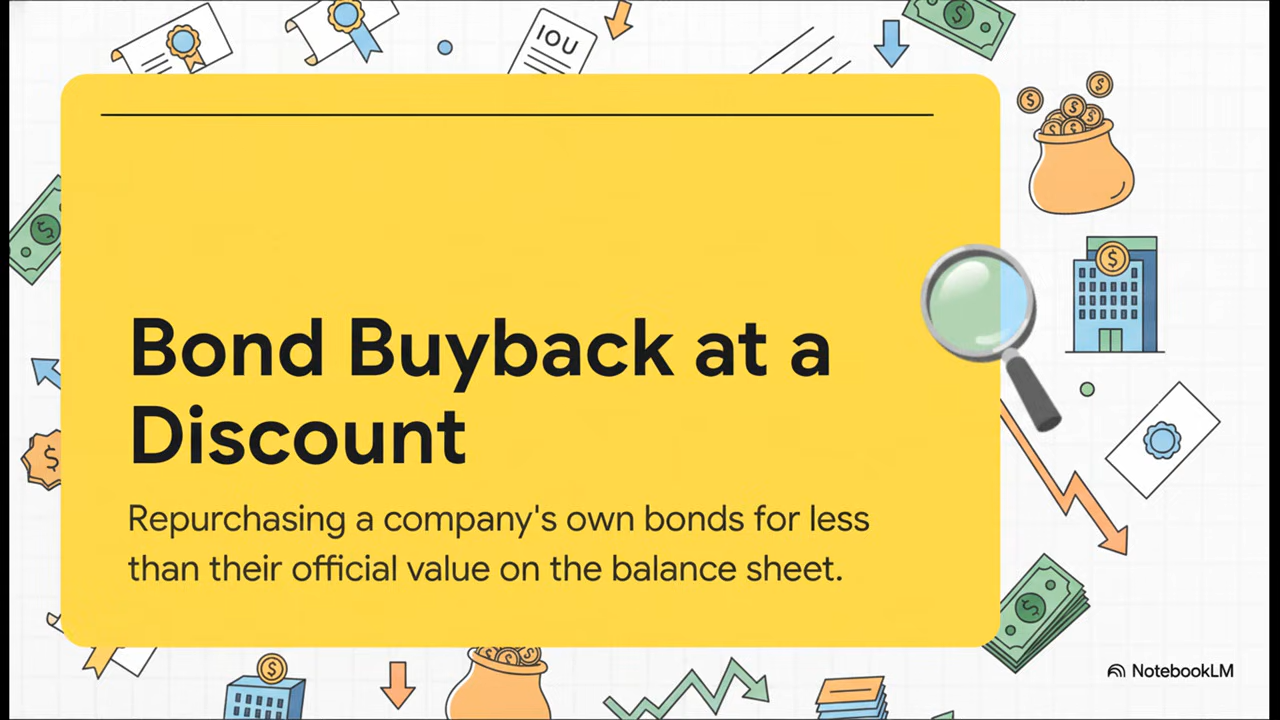 IOU
Bond Buyback at a
Discount
Repurchasing a company's own bonds for less
than their official value on the balance sheet.
NotebookLM